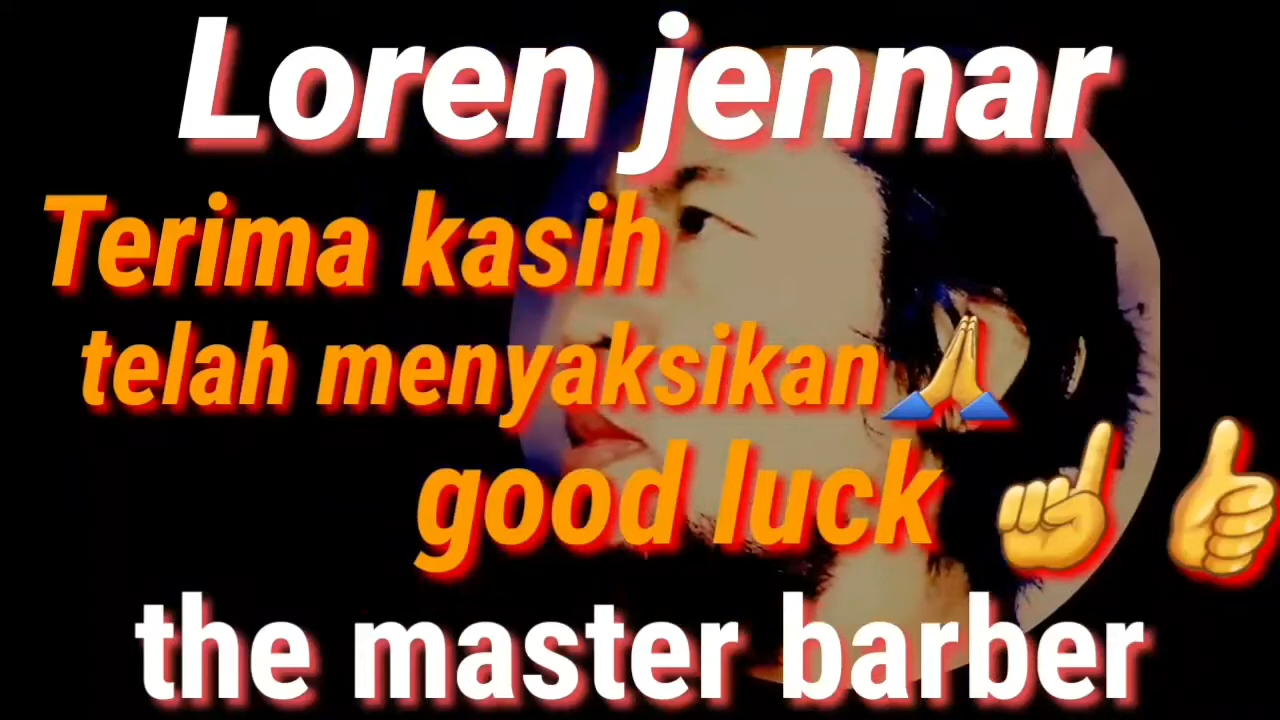 Loren jennar
Terima kasih
telah menyaksikan🙏
good luck ☝👍
the master barber